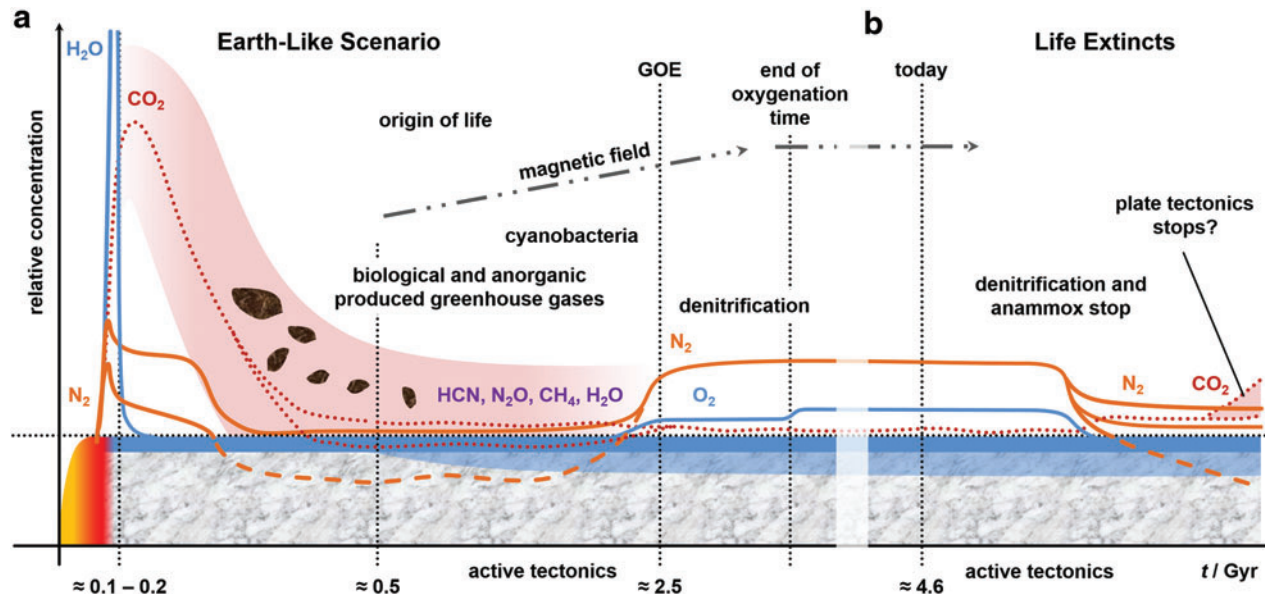 a
Earth-Like Scenario
b
Life Extincts
H₂O
CO₂
GOE
end of
oxygenation
time
today
origin of life
magnetic field
plate tectonics
stops?
cyanobacteria
relative concentration
biological and anorganic
produced greenhouse gases
denitrification
denitrification and
anammox stop
N₂
N₂
HCN, N₂O, CH₄, H₂O
O₂
N₂
CO₂
≈ 0.1 – 0.2
≈ 0.5
active tectonics
≈ 2.5
≈ 4.6
active tectonics
t / Gyr